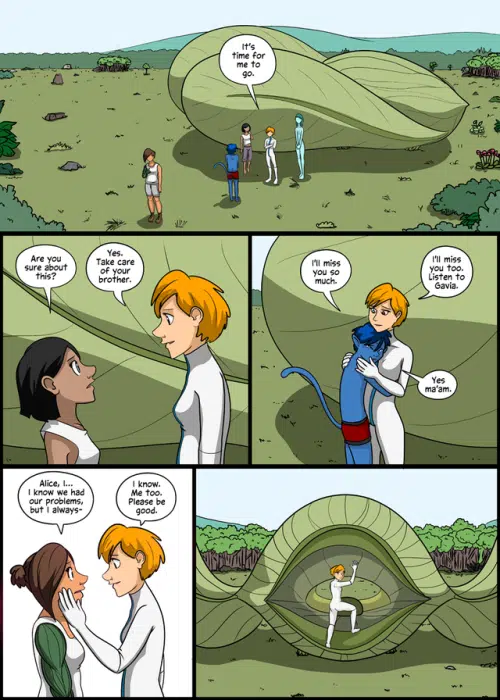 It's
time for
me to
go.
Are you
sure about
this?
Yes.
Take care
of your
brother.
I'll miss
you so
much.
I'll miss
you too.
Listen to
Gavia.
Yes
ma'am.
Alice, I...
I know we had
our problems,
but I always-
I know.
Me too.
Please be
good.